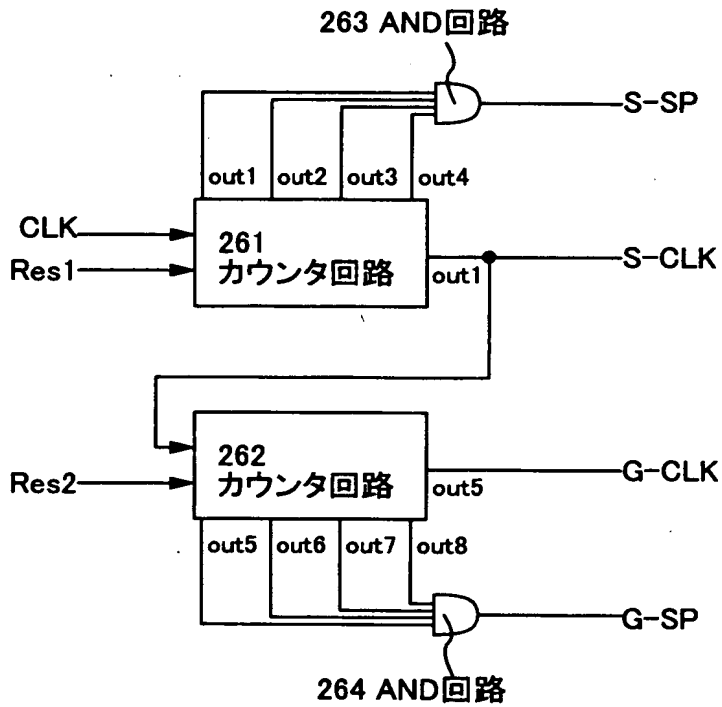 263 AND回路
S-SP
out1 out2 out3 out4
CLK
Res1
261
カウンタ回路
out1
S-CLK
Res2
262
カウンタ回路
out5
G-CLK
out5 out6 out7 out8
G-SP
264 AND回路